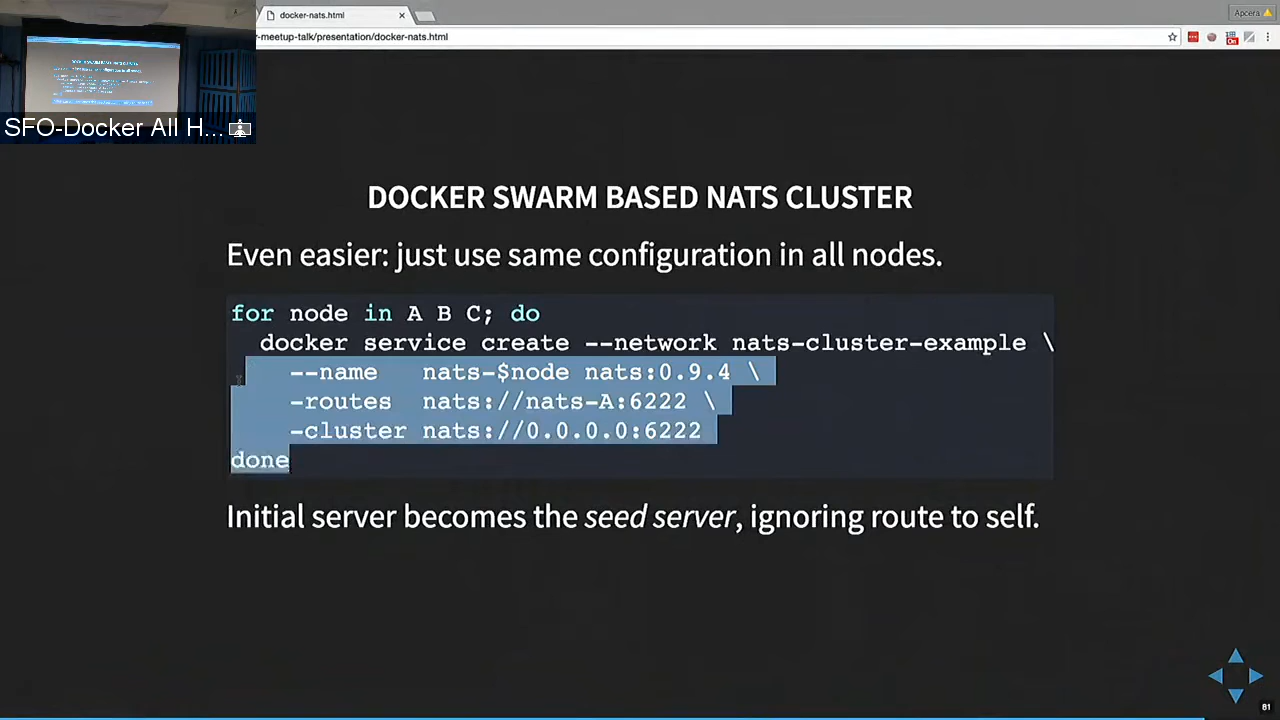 docker-nats.html
Apcera
r-meetup-talk/presentation/docker-nats.html
On
SFO-Docker All H...
DOCKER SWARM BASED NATS CLUSTER
Even easier: just use same configuration in all nodes.
for node in A B C; do
docker service create --network nats-cluster-example \
--name nats-$node nats:0.9.4 \
-routes nats://nats-A:6222 \
-cluster nats://0.0.0.0:6222
done
Initial server becomes the seed server, ignoring route to self.
81